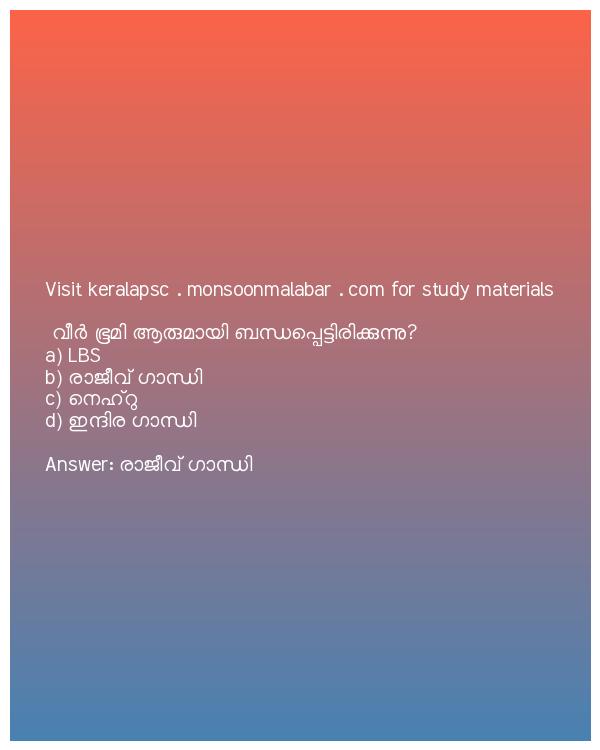 Visit keralapsc . monsoonmalabar . com for study materials
വീർ ഭൂമി ആരുമായി ബന്ധപ്പെട്ടിരിക്കുന്നു?
a) LBS
b) രാജീവ് ഗാന്ധി
c) നെഹ്റു
d) ഇന്ദിര ഗാന്ധി
Answer: രാജീവ് ഗാന്ധി